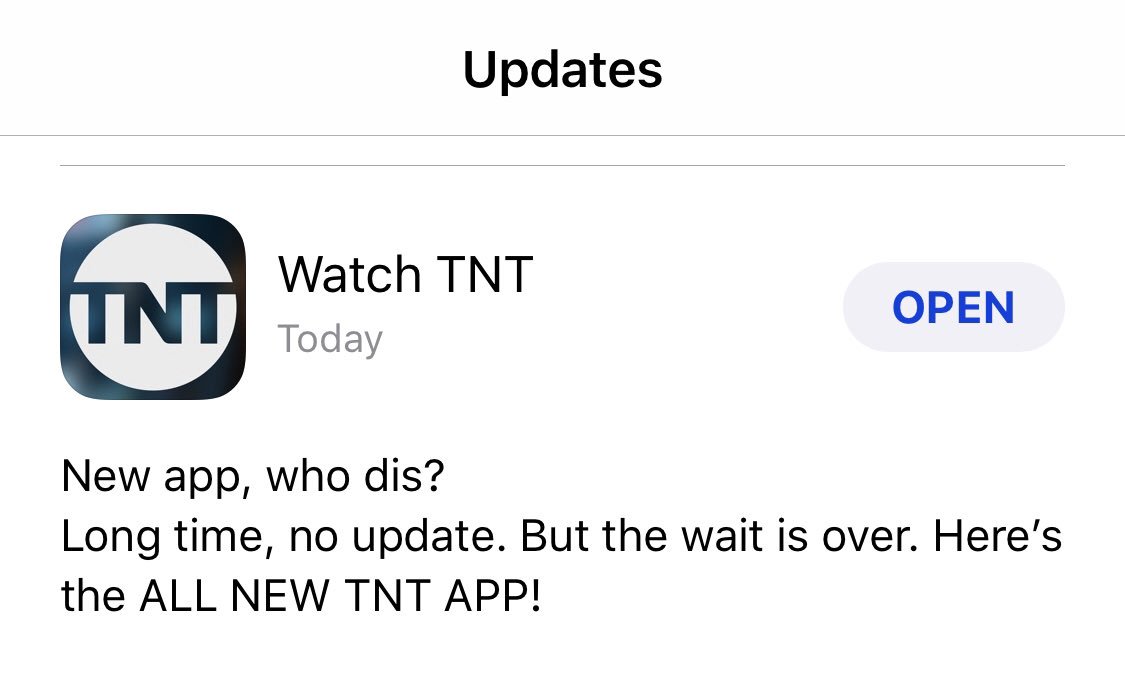 Updates
TNT
Watch TNT
Today
OPEN
New app, who dis?
Long time, no update. But the wait is over. Here’s
the ALL NEW TNT APP!